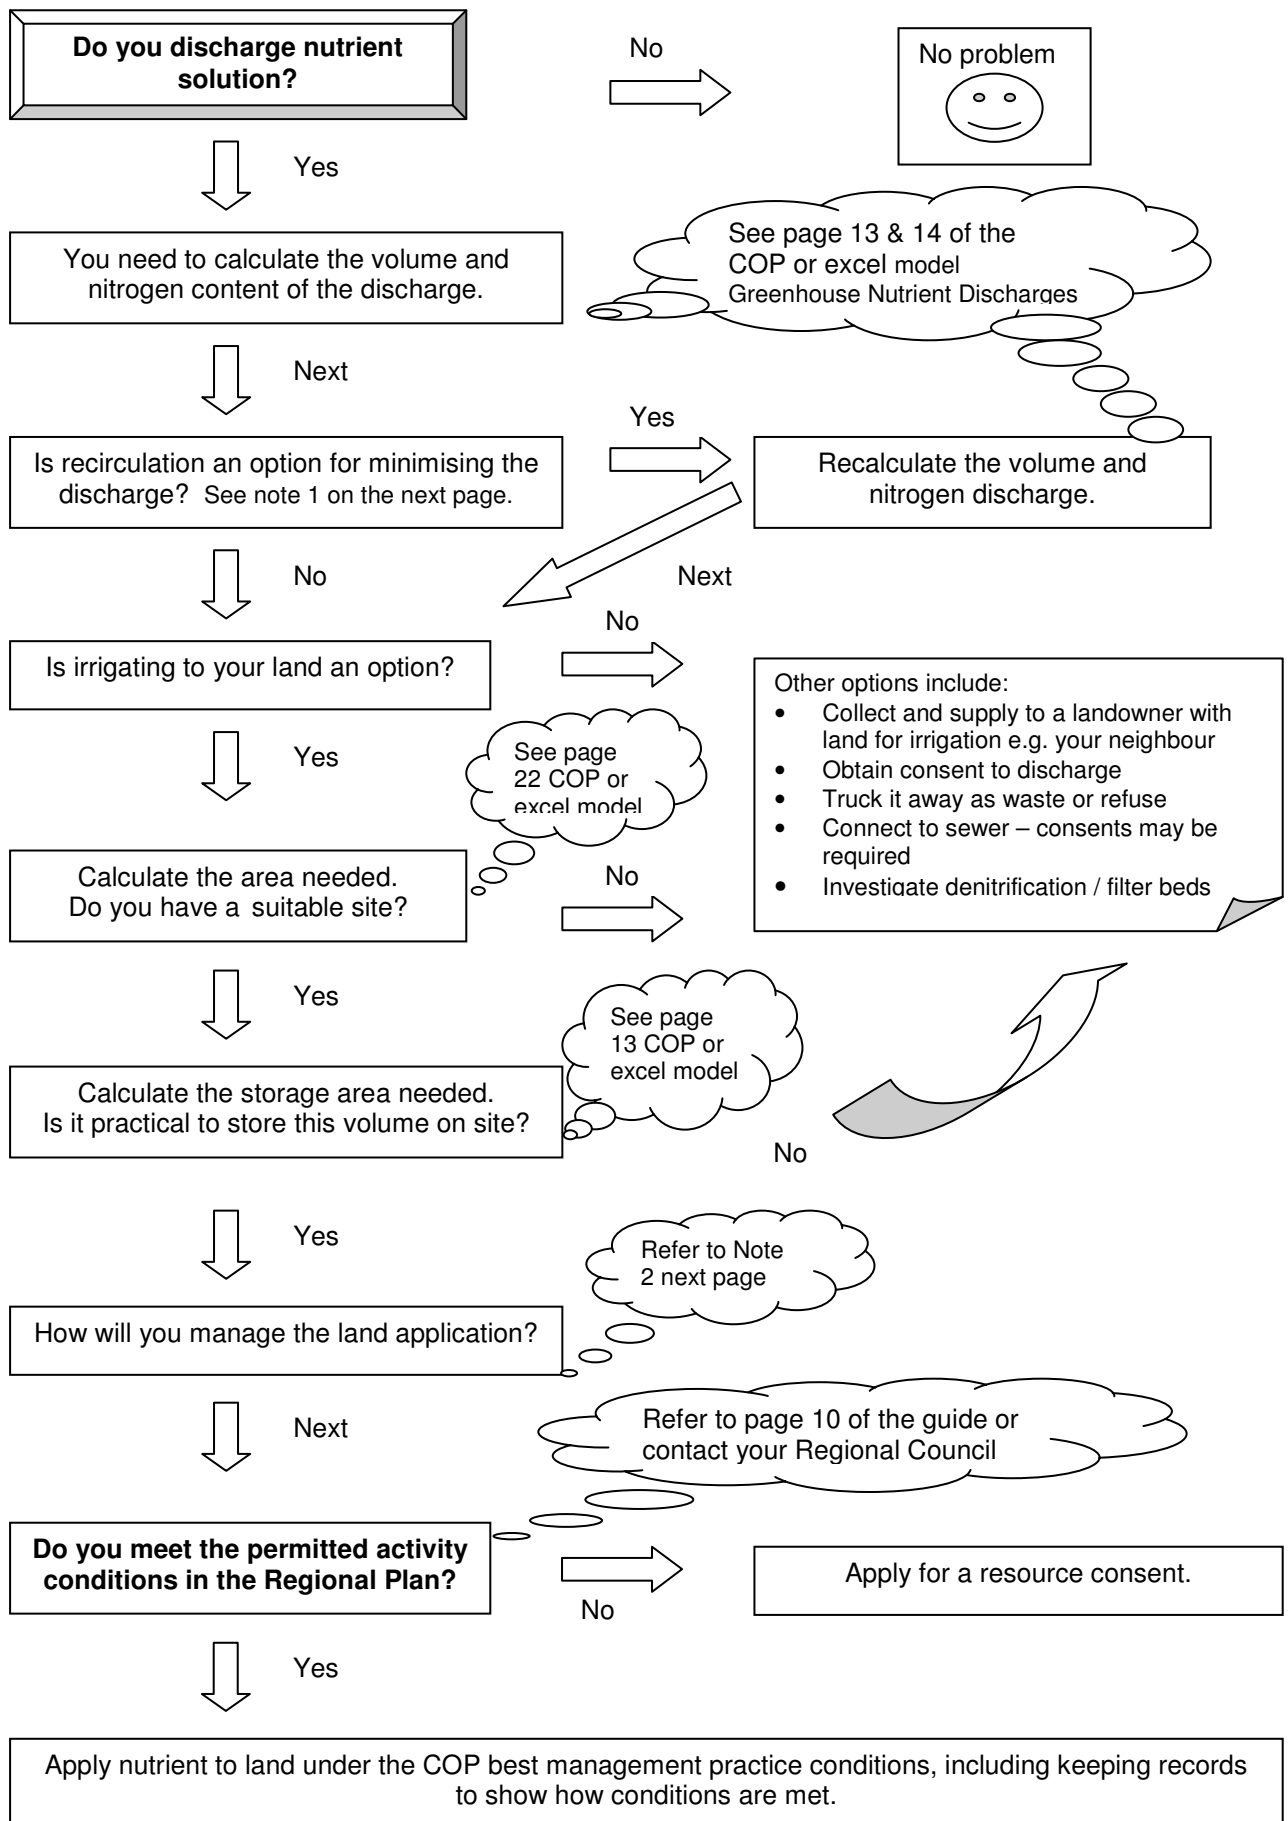 Do you discharge nutrient
solution?
No
No problem
Yes
You need to calculate the volume and
nitrogen content of the discharge.
See page 13 & 14 of the
COP or excel model
Greenhouse Nutrient Discharges
Next
Is recirculation an option for minimising the
discharge? See note 1 on the next page.
Yes
Recalculate the volume and
nitrogen discharge.
No
Next
Is irrigating to your land an option?
No
Other options include:
• Collect and supply to a landowner with
land for irrigation e.g. your neighbour
• Obtain consent to discharge
• Truck it away as waste or refuse
• Connect to sewer – consents may be
required
• Investigate denitrification / filter beds
Yes
See page
22 COP or
excel model
Calculate the area needed.
Do you have a suitable site?
No
Yes
See page
13 COP or
excel model
Calculate the storage area needed.
Is it practical to store this volume on site?
No
Yes
Refer to Note
2 next page
How will you manage the land application?
Next
Refer to page 10 of the guide or
contact your Regional Council
Do you meet the permitted activity
conditions in the Regional Plan?
No
Apply for a resource consent.
Yes
Apply nutrient to land under the COP best management practice conditions, including keeping records
to show how conditions are met.